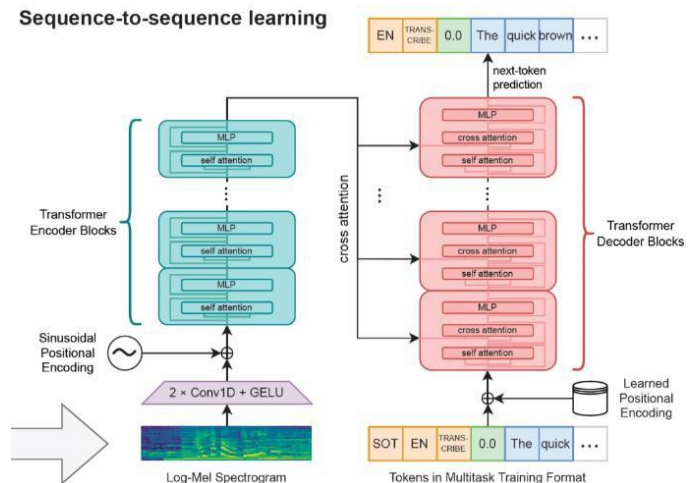 Sequence-to-sequence learning
EN TRANS-CRIBE 0.0 The quick brown ...
next-token
prediction
MLP
self attention
...
MLP
self attention
MLP
self attention
Transformer
Encoder Blocks
cross attention
...
MLP
cross attention
self attention
...
MLP
cross attention
self attention
MLP
cross attention
self attention
Transformer
Decoder Blocks
Sinusoidal
Positional
Encoding
2 × Conv1D + GELU
Log-Mel Spectrogram
Learned
Positional
Encoding
SOT EN TRANS-CRIBE 0.0 The quick ...
Tokens in Multitask Training Format